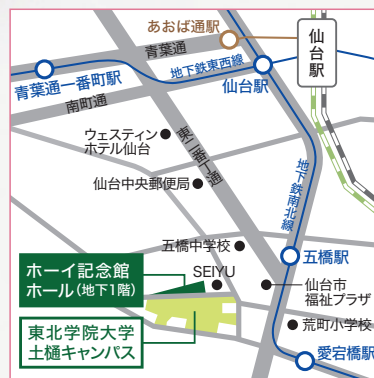 あおば通駅
仙台駅
青葉通
地下鉄東西線
青葉通一番町駅
仙台駅
南町通
ウェスティン
ホテル仙台
東二番丁通
仙台中央郵便局
地下鉄南北線
五橋中学校
五橋駅
SEIYU
ホーイ記念館
ホール(地下1階)
仙台市
福祉プラザ
東北学院大学
土樋キャンパス
荒町小学校
愛宕橋駅